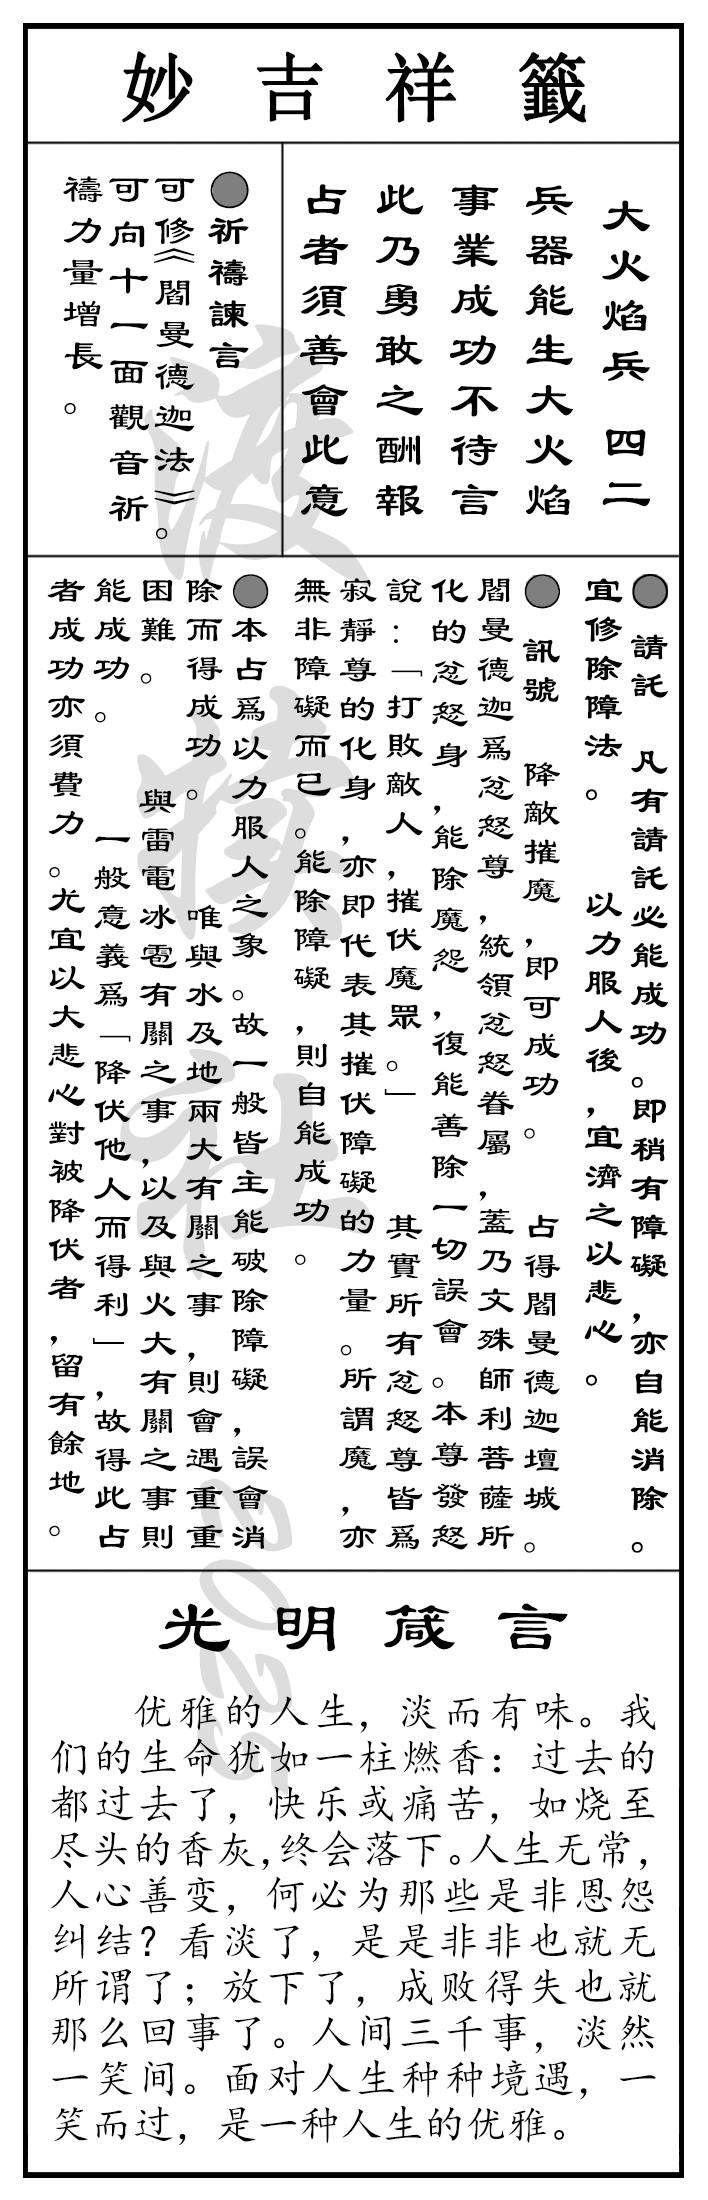 妙吉祥籤
大火焰兵 四二
兵器能生大火焰
事業成功不待言
此乃勇敢之酬報
占者須善會此意
●祈禱諫言
可修《閻曼德迦法》。
可向十一面觀音祈
禱力量增長。
●請託 凡有請託必能成功。即稍有障礙,亦自能消除。
宜修除障法。 以力服人後,宜濟之以悲心。
●訊號 降敵摧魔,即可成功。 占得閻曼德迦壇城。
閻曼德迦爲忿怒尊,統領忿怒眷屬,蓋乃文殊師利菩薩所
化的忿怒身,能除魔怨,復能善除一切誤會。本尊發怒
說:「打敗敵人,摧伏魔眾。」 其實所有忿怒尊皆爲
寂靜尊的化身,亦即代表其摧伏障礙的力量。所謂魔,亦
無非障礙而已。能除障礙,則自能成功。
●本占爲以力服人之象。故一般皆主能破除障礙,誤會消
除而得成功。 唯與水及地兩大有關之事,則會遇重重
困難。 與雷電冰雹有關之事,以及與火大有關之事則
能成功。 一般意義爲「降伏他人而得利」,故得此占
者成功亦須費力。尤宜以大悲心對被降伏者,留有餘地。
光明箴言
优雅的人生，淡而有味。我
们的生命犹如一柱燃香：过去的
都过去了，快乐或痛苦，如烧至
尽头的香灰,终会落下。人生无常，
人心善变，何必为那些是非恩怨
纠结？看淡了，是是非非也就无
所谓了；放下了，成败得失也就
那么回事了。人间三千事，淡然
一笑间。面对人生种种境遇，一
笑而过，是一种人生的优雅。
渡犊社2025